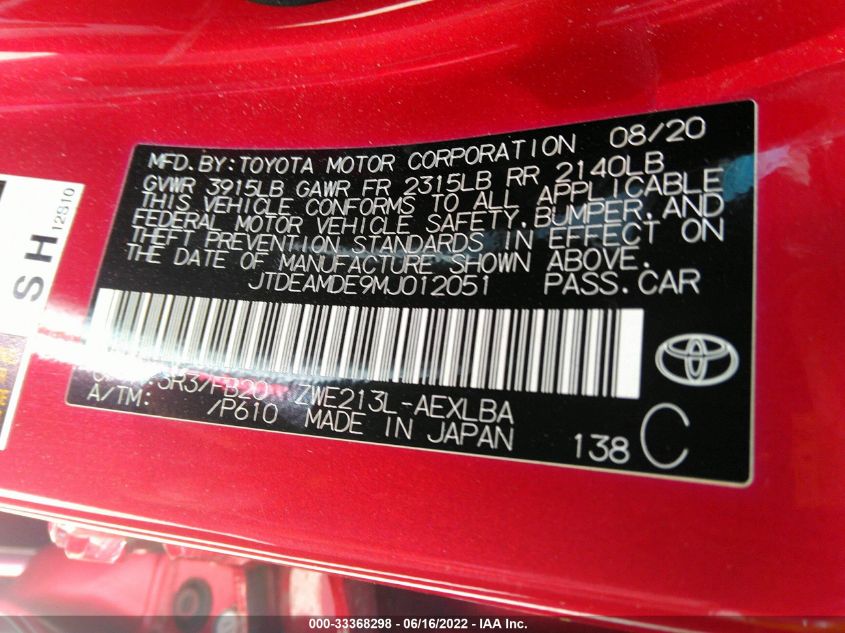 MFD. BY: TOYOTA MOTOR CORPORATION 08/20
GVWR 3915LB GAWR FR 2315LB RR 2140LB
THIS VEHICLE CONFORMS TO ALL APPLICABLE
FEDERAL MOTOR VEHICLE SAFETY, BUMPER, AND
THEFT PREVENTION STANDARDS IN EFFECT ON
THE DATE OF MANUFACTURE SHOWN ABOVE.
JTDEAMDE9MJ012051 PASS. CAR
3R3/FB20 ZWE213L-AEXLBA
A/TM: /P610 MADE IN JAPAN 138 C
SH
12S10
000-33368298 - 06/16/2022 - IAA Inc.